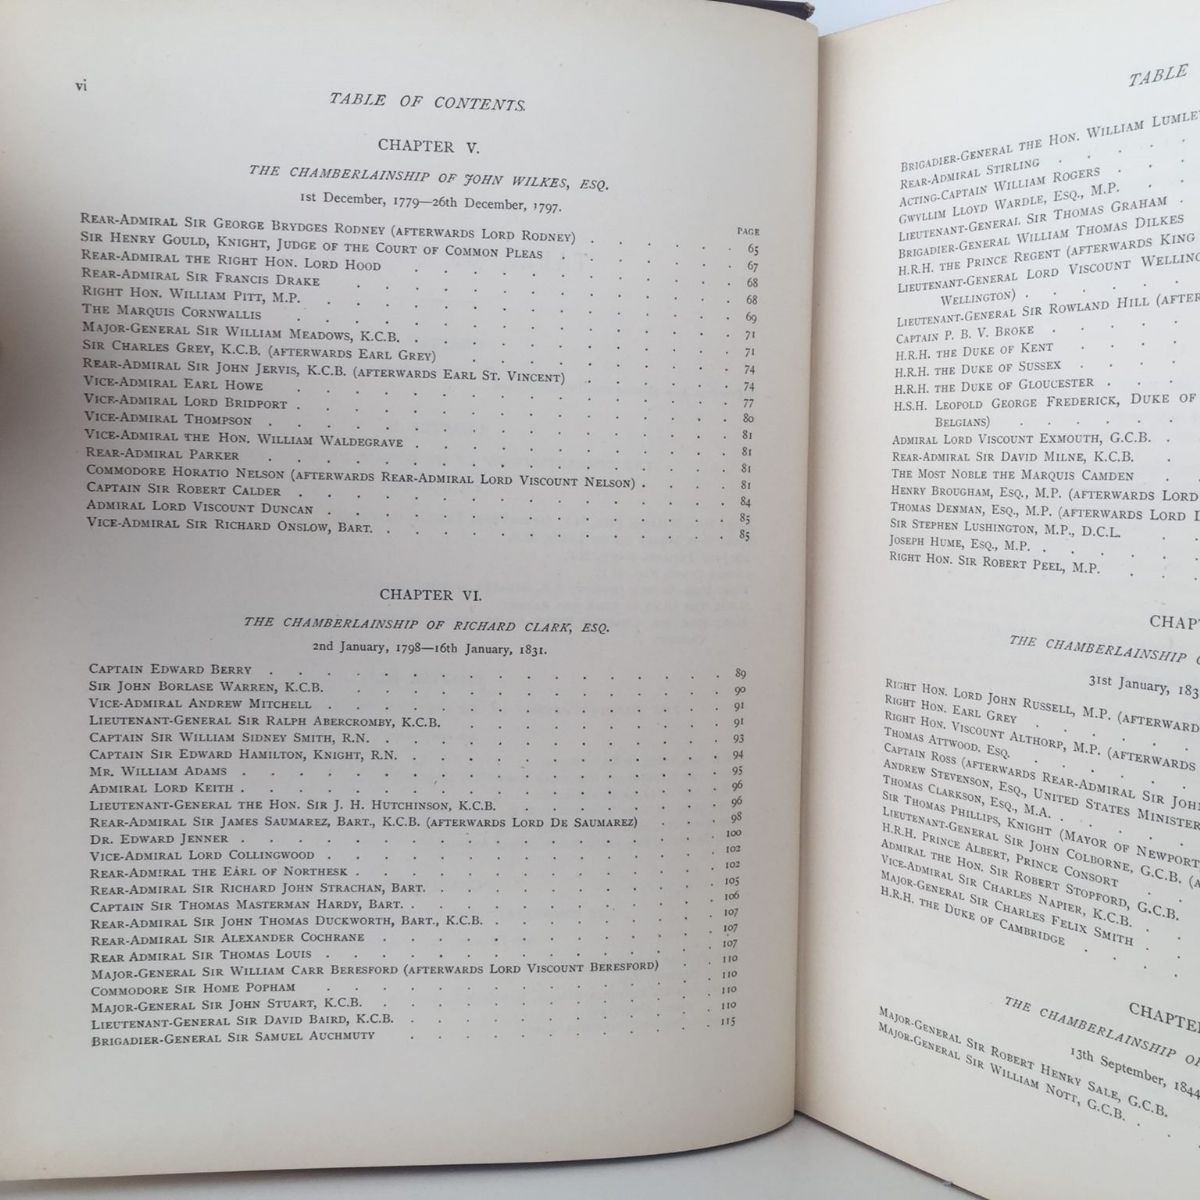 vi
TABLE OF CONTENTS.
CHAPTER V.
THE CHAMBERLAINSHIP OF JOHN WILKES, ESQ.
1st December, 1779—26th December, 1797.
PAGE
Rear-Admiral Sir George Brydges Rodney (afterwards Lord Rodney) . . . . . . . 65
Sir Henry Gould, Knight, Judge of the Court of Common Pleas . . . . . . . 67
Rear-Admiral the Right Hon. Lord Hood . . . . . . . 68
Rear-Admiral Sir Francis Drake . . . . . . . 68
Right Hon. William Pitt, M.P. . . . . . . . 69
The Marquis Cornwallis . . . . . . . 71
Major-General Sir William Meadows, K.C.B. . . . . . . . 71
Sir Charles Grey, K.C.B. (afterwards Earl Grey) . . . . . . . 74
Rear-Admiral Sir John Jervis, K.C.B. (afterwards Earl St. Vincent) . . . . . . . 74
Vice-Admiral Earl Howe . . . . . . . 77
Vice-Admiral Lord Bridport . . . . . . . 80
Vice-Admiral Thompson . . . . . . . 81
Vice-Admiral the Hon. William Waldegrave . . . . . . . 81
Rear-Admiral Parker . . . . . . . 81
Commodore Horatio Nelson (afterwards Rear-Admiral Lord Viscount Nelson) . . . . . 81
Captain Sir Robert Calder . . . . . . . 84
Admiral Lord Viscount Duncan . . . . . . . 85
Vice-Admiral Sir Richard Onslow, Bart. . . . . . . . 85
CHAPTER VI.
THE CHAMBERLAINSHIP OF RICHARD CLARK, ESQ.
2nd January, 1798—16th January, 1831.
Captain Edward Berry . . . . . . . 89
Sir John Borlase Warren, K.C.B. . . . . . . . 90
Vice-Admiral Andrew Mitchell . . . . . . . 91
Lieutenant-General Sir Ralph Abercromby, K.C.B. . . . . . . . 91
Captain Sir William Sidney Smith, R.N. . . . . . . . 93
Captain Sir Edward Hamilton, Knight, R.N. . . . . . . . 94
Mr. William Adams . . . . . . . 95
Admiral Lord Keith . . . . . . . 96
Lieutenant-General the Hon. Sir J. H. Hutchinson, K.C.B. . . . . . . . 96
Rear-Admiral Sir James Saumarez, Bart., K.C.B. (afterwards Lord De Saumarez) . . . 98
Dr. Edward Jenner . . . . . . . 100
Vice-Admiral Lord Collingwood . . . . . . . 102
Rear-Admiral the Earl of Northesk . . . . . . . 102
Rear-Admiral Sir Richard John Strachan, Bart. . . . . . . . 105
Captain Sir Thomas Masterman Hardy, Bart. . . . . . . . 106
Rear-Admiral Sir John Thomas Duckworth, Bart., K.C.B. . . . . . . . 107
Rear-Admiral Sir Alexander Cochrane . . . . . . . 107
Rear Admiral Sir Thomas Louis . . . . . . . 107
Major-General Sir William Carr Beresford (afterwards Lord Viscount Beresford) . . 110
Commodore Sir Home Popham . . . . . . . 110
Major-General Sir John Stuart, K.C.B. . . . . . . . 110
Lieutenant-General Sir David Baird, K.C.B. . . . . . . . 110
Brigadier-General Sir Samuel Auchmuty . . . . . . . 115
TABLE
Brigadier-General the Hon. William Lumley
Rear-Admiral Stirling . . . .
Acting-Captain William Rogers . .
Gwyllim Lloyd Wardle, Esq., M.P. . .
Lieutenant-General Sir Thomas Graham .
Brigadier-General William Thomas Dilkes
H.R.H. the Prince Regent (afterwards King
Lieutenant-General Lord Viscount Welling
Wellington) . . . . .
Lieutenant-General Sir Rowland Hill (after
Captain P. B. V. Broke . . .
H.R.H. the Duke of Kent . . .
H.R.H. the Duke of Sussex . . .
H.R.H. the Duke of Gloucester . .
H.S.H. Leopold George Frederick, Duke of
Belgians) . . . . .
Admiral Lord Viscount Exmouth, G.C.B. .
Rear-Admiral Sir David Milne, K.C.B. .
The Most Noble the Marquis Camden .
Henry Brougham, Esq., M.P. (afterwards Lord
Thomas Denman, Esq., M.P. (afterwards Lord D
Sir Stephen Lushington, M.P., D.C.L. . .
Joseph Hume, Esq., M.P. . . . .
Right Hon. Sir Robert Peel, M.P. . .
CHAPT
THE CHAMBERLAINSHIP O
31st January, 183
Right Hon. Lord John Russell, M.P. (afterward
Right Hon. Earl Grey . . . .
Right Hon. Viscount Althorp, M.P. (afterwards
Thomas Attwood. Esq. . . . .
Captain Ross (afterwards Rear-Admiral Sir John
Andrew Stevenson, Esq., United States Minister
Thomas Clarkson, Esq., M.A. . . . .
Sir Thomas Phillips, Knight (Mayor of Newport
Lieutenant-General Sir John Colborne, G.C.B. (a
H.R.H. Prince Albert, Prince Consort . .
Admiral the Hon. Sir Robert Stopford, G.C.B.
Vice-Admiral Sir Charles Napier, K.C.B. .
Major-General Sir Charles Felix Smith .
H.R.H. the Duke of Cambridge . . .
CHAPTE
THE CHAMBERLAINSHIP OF
13th September, 1844
Major-General Sir Robert Henry Sale, G.C.B.
Major-General Sir William Nott, G.C.B. . .